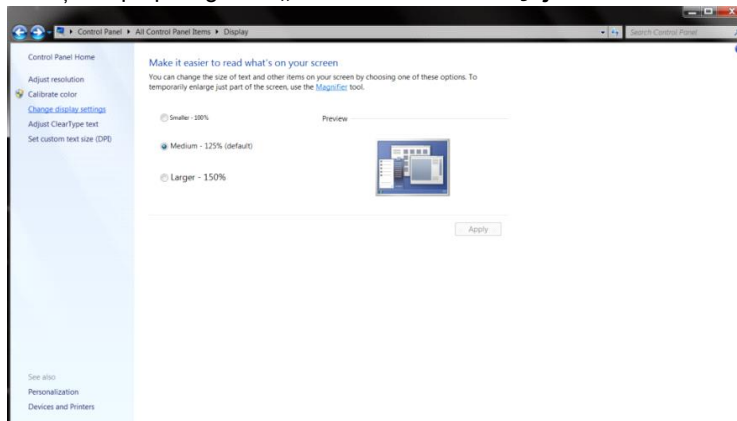 Control Panel ▸ All Control Panel Items ▸ Display
Search Control Panel
Control Panel Home
Adjust resolution
Calibrate color
Change display settings
Adjust ClearType text
Set custom text size (DPI)
Make it easier to read what's on your screen
You can change the size of text and other items on your screen by choosing one of these options. To
temporarily enlarge just part of the screen, use the Magnifier tool.
Smaller - 100%
Preview
Medium - 125% (default)
Larger - 150%
Apply
See also
Personalization
Devices and Printers